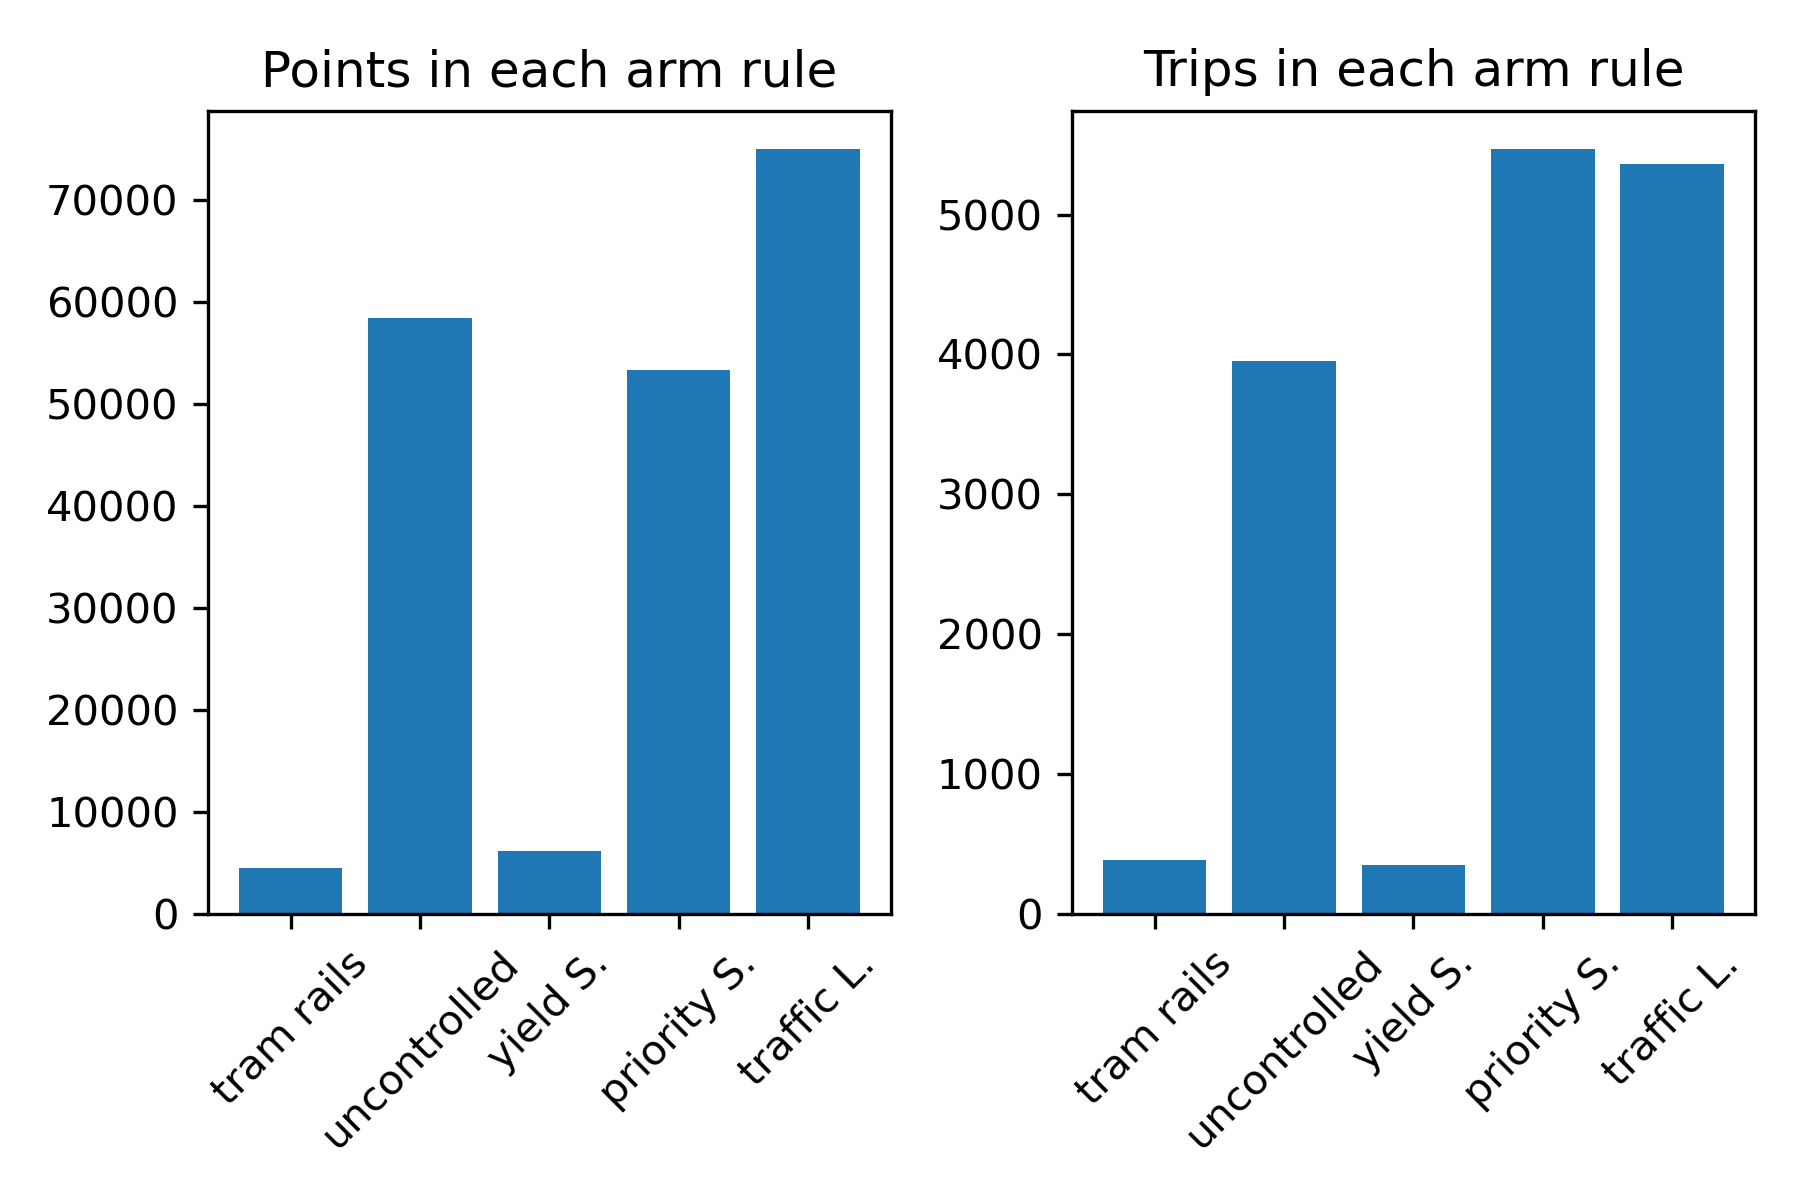 Points in each arm rule
70000
60000
50000
40000
30000
20000
10000
0
tram rails
uncontrolled
yield S.
priority S.
traffic L.
Trips in each arm rule
5000
4000
3000
2000
1000
0
tram rails
uncontrolled
yield S.
priority S.
traffic L.